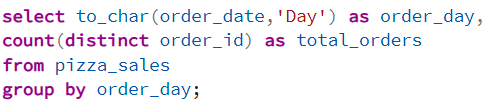 select to_char(order_date,'Day') as order_day,
count(distinct order_id) as total_orders
from pizza_sales
group by order_day;